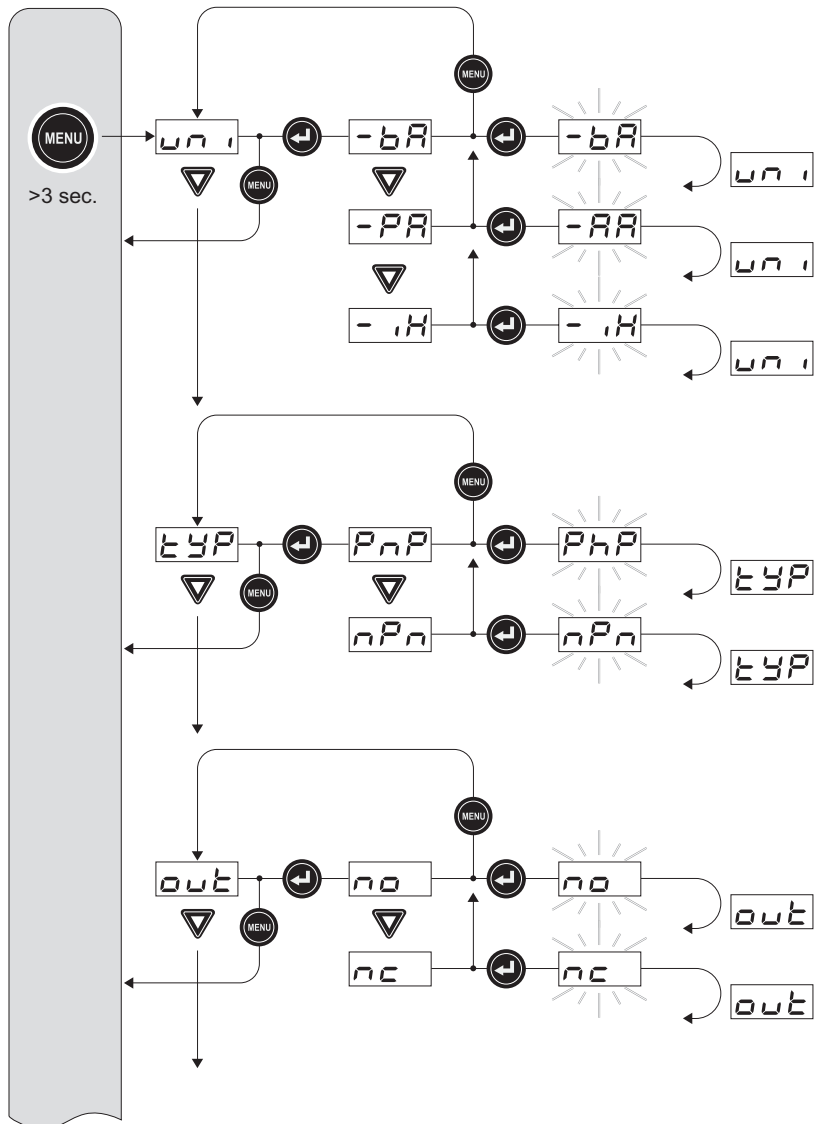 MENU
MENU
>3 sec.
uni
-bA
-bA
uni
MENU
-PA
-AA
uni
-iH
-iH
uni
MENU
tYP
PnP
PhP
tYP
MENU
nPn
nPn
tYP
MENU
out
no
no
out
MENU
nc
nc
out